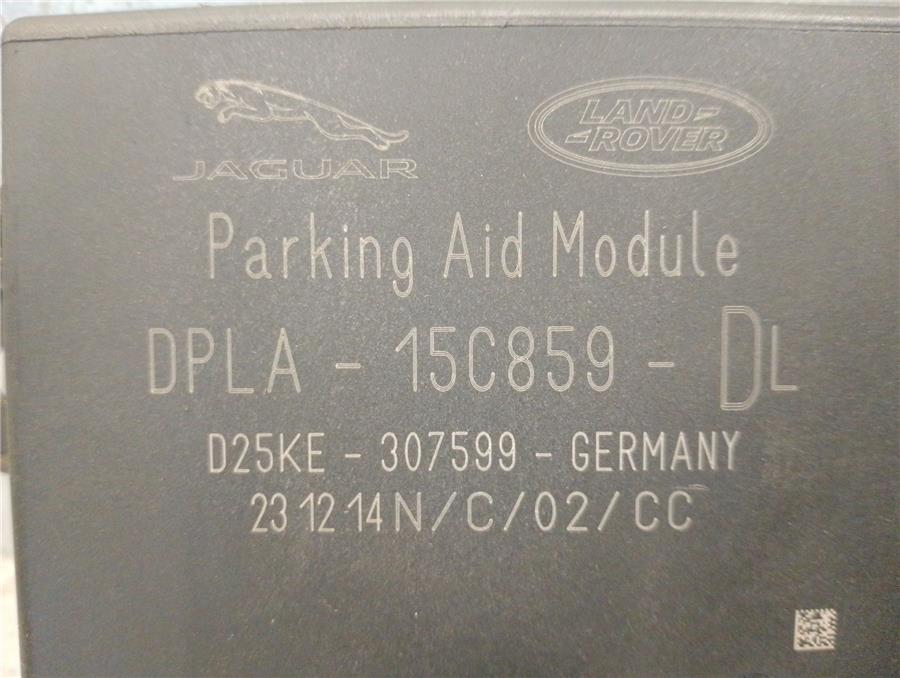 JAGUAR
LAND-
-ROVER
Parking Aid Module
DPLA - 15C859 - DL
D25KE - 307599 - GERMANY
23 12 14 N/C/02/CC